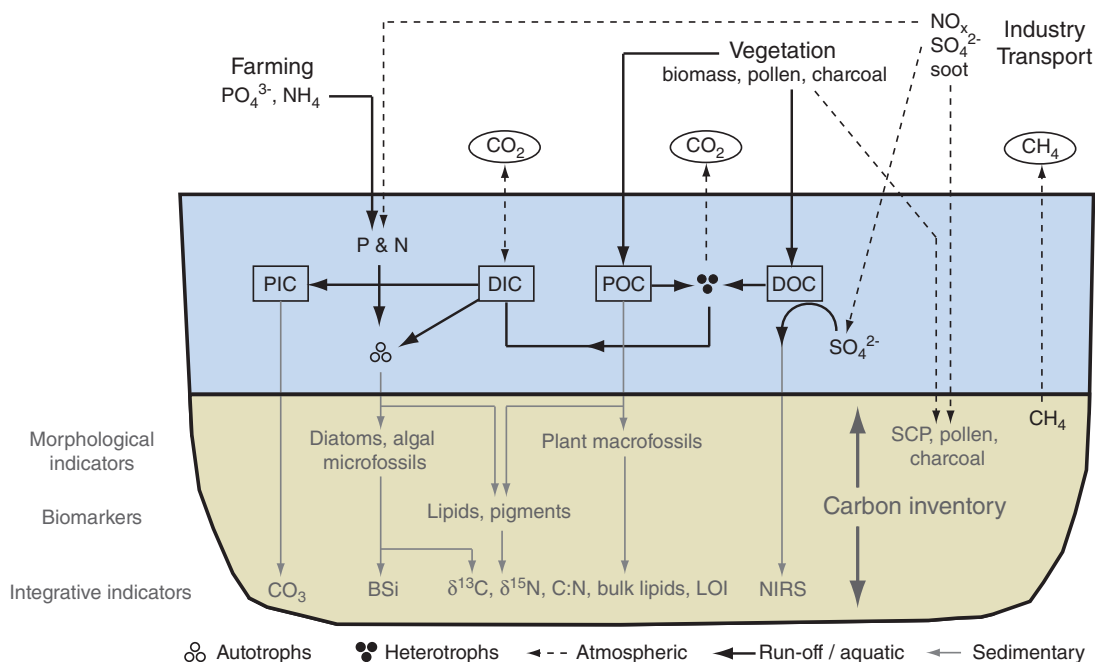 NOₓ
Industry
SO₄²⁻
Transport
soot
Vegetation
biomass, pollen, charcoal
Farming
PO₄³⁻, NH₄
CO₂
CO₂
CH₄
P & N
PIC
DIC
POC
DOC
SO₄²⁻
CH₄
Morphological
indicators
Diatoms, algal
microfossils
Plant macrofossils
SCP, pollen,
charcoal
Biomarkers
Lipids, pigments
Carbon inventory
Integrative indicators
CO₃
BSi
δ¹³C, δ¹⁵N, C:N, bulk lipids, LOI
NIRS
Autotrophs
Heterotrophs
Atmospheric
Run-off / aquatic
Sedimentary